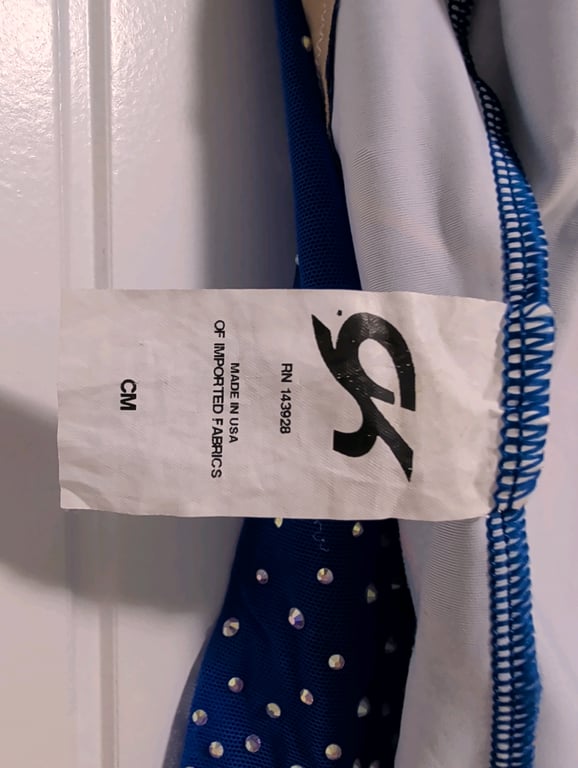 GK
RN 143928
MADE IN USA
OF IMPORTED FABRICS
CM